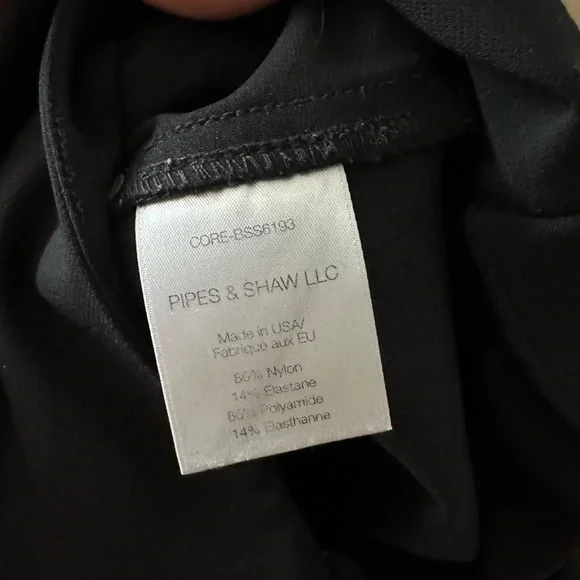 CORE-BSS6193
PIPES & SHAW LLC
Made in USA/
Fabriqué aux EU
86% Nylon
14% Elastane
86% Polyamide
14% Elasthanne